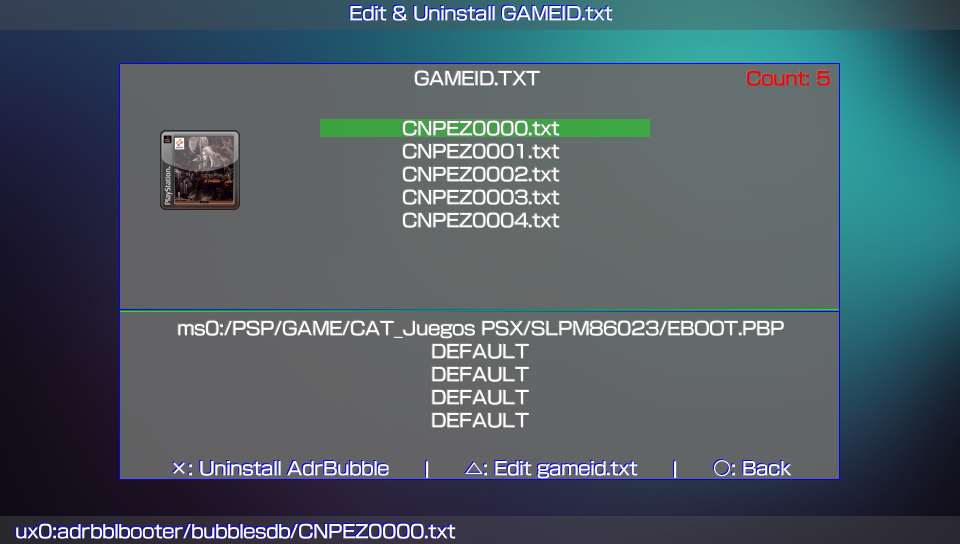 Edit & Uninstall GAMEID.txt
GAMEID.TXT
Count: 5
CNPEZ0000.txt
CNPEZ0001.txt
CNPEZ0002.txt
CNPEZ0003.txt
CNPEZ0004.txt
PlayStation
ms0:/PSP/GAME/CAT_Juegos PSX/SLPM86023/EBOOT.PBP
DEFAULT
DEFAULT
DEFAULT
DEFAULT
✕: Uninstall AdrBubble | △: Edit gameid.txt | ○: Back
ux0:adrbblbooter/bubblesdb/CNPEZ0000.txt